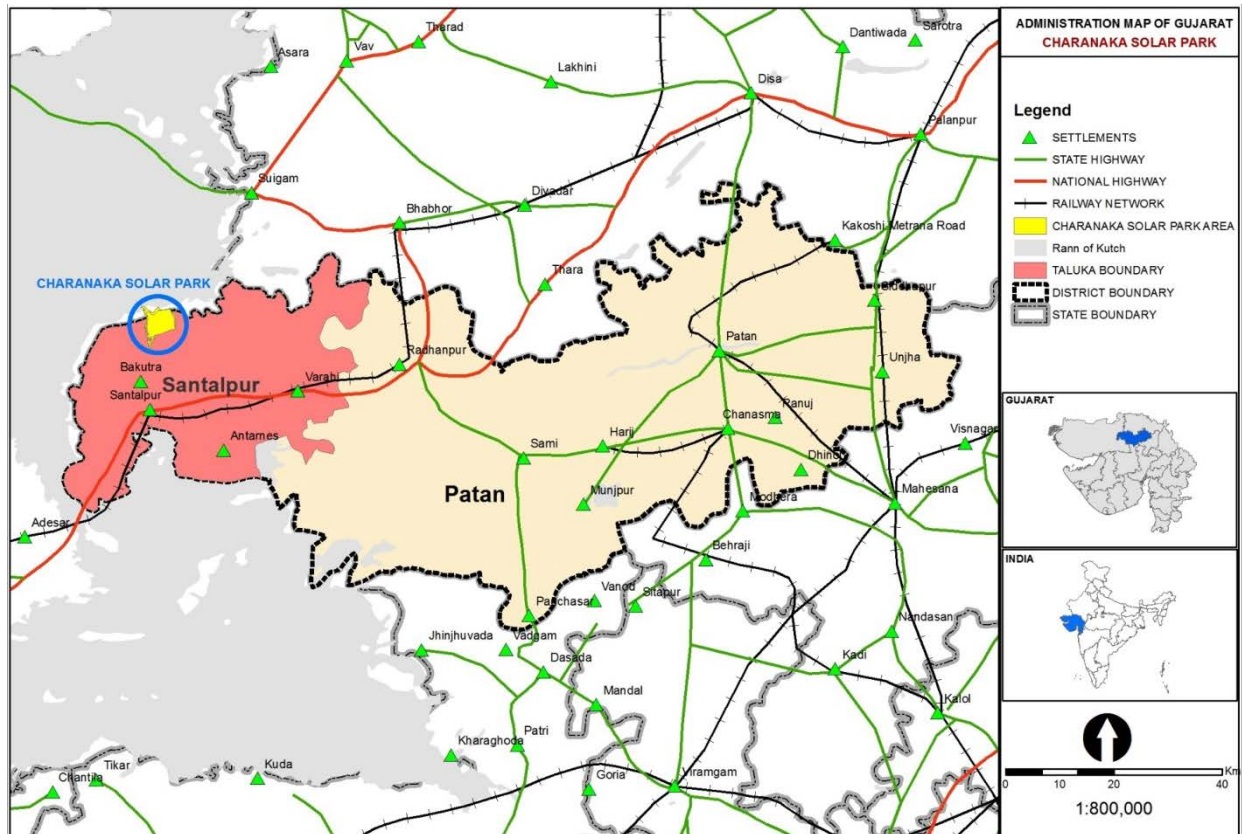 ADMINISTRATION MAP OF GUJARAT
CHARANAKA SOLAR PARK
Legend
SETTLEMENTS
STATE HIGHWAY
NATIONAL HIGHWAY
RAILWAY NETWORK
CHARANAKA SOLAR PARK AREA
Rann of Kutch
TALUKA BOUNDARY
DISTRICT BOUNDARY
STATE BOUNDARY
GUJARAT
INDIA
0 10 20 40 Km
1:800,000
Tharad
Vav
Asara
Lakhini
Dantiwada
Sarotra
Disa
Palanpur
Suigam
Bhabhor
Divadar
Kakoshi Metrana Road
Thara
CHARANAKA SOLAR PARK
Patan
Radhanpur
Unjha
Bakutra
Santalpur
Santalpur
Varahi
Antarnes
Ranuj
Chanasma
Harij
Sami
Visnagar
Patan
Munjpur
Modhera
Mahesana
Adesar
Behraji
Vanod
Sitapur
Panchasar
Nandasan
Jhinjhuvada
Vadgam
Dasada
Kadi
Mandal
Kalol
Kharaghoda
Patri
Tikar
Chantila
Kuda
Goria
Viramgam